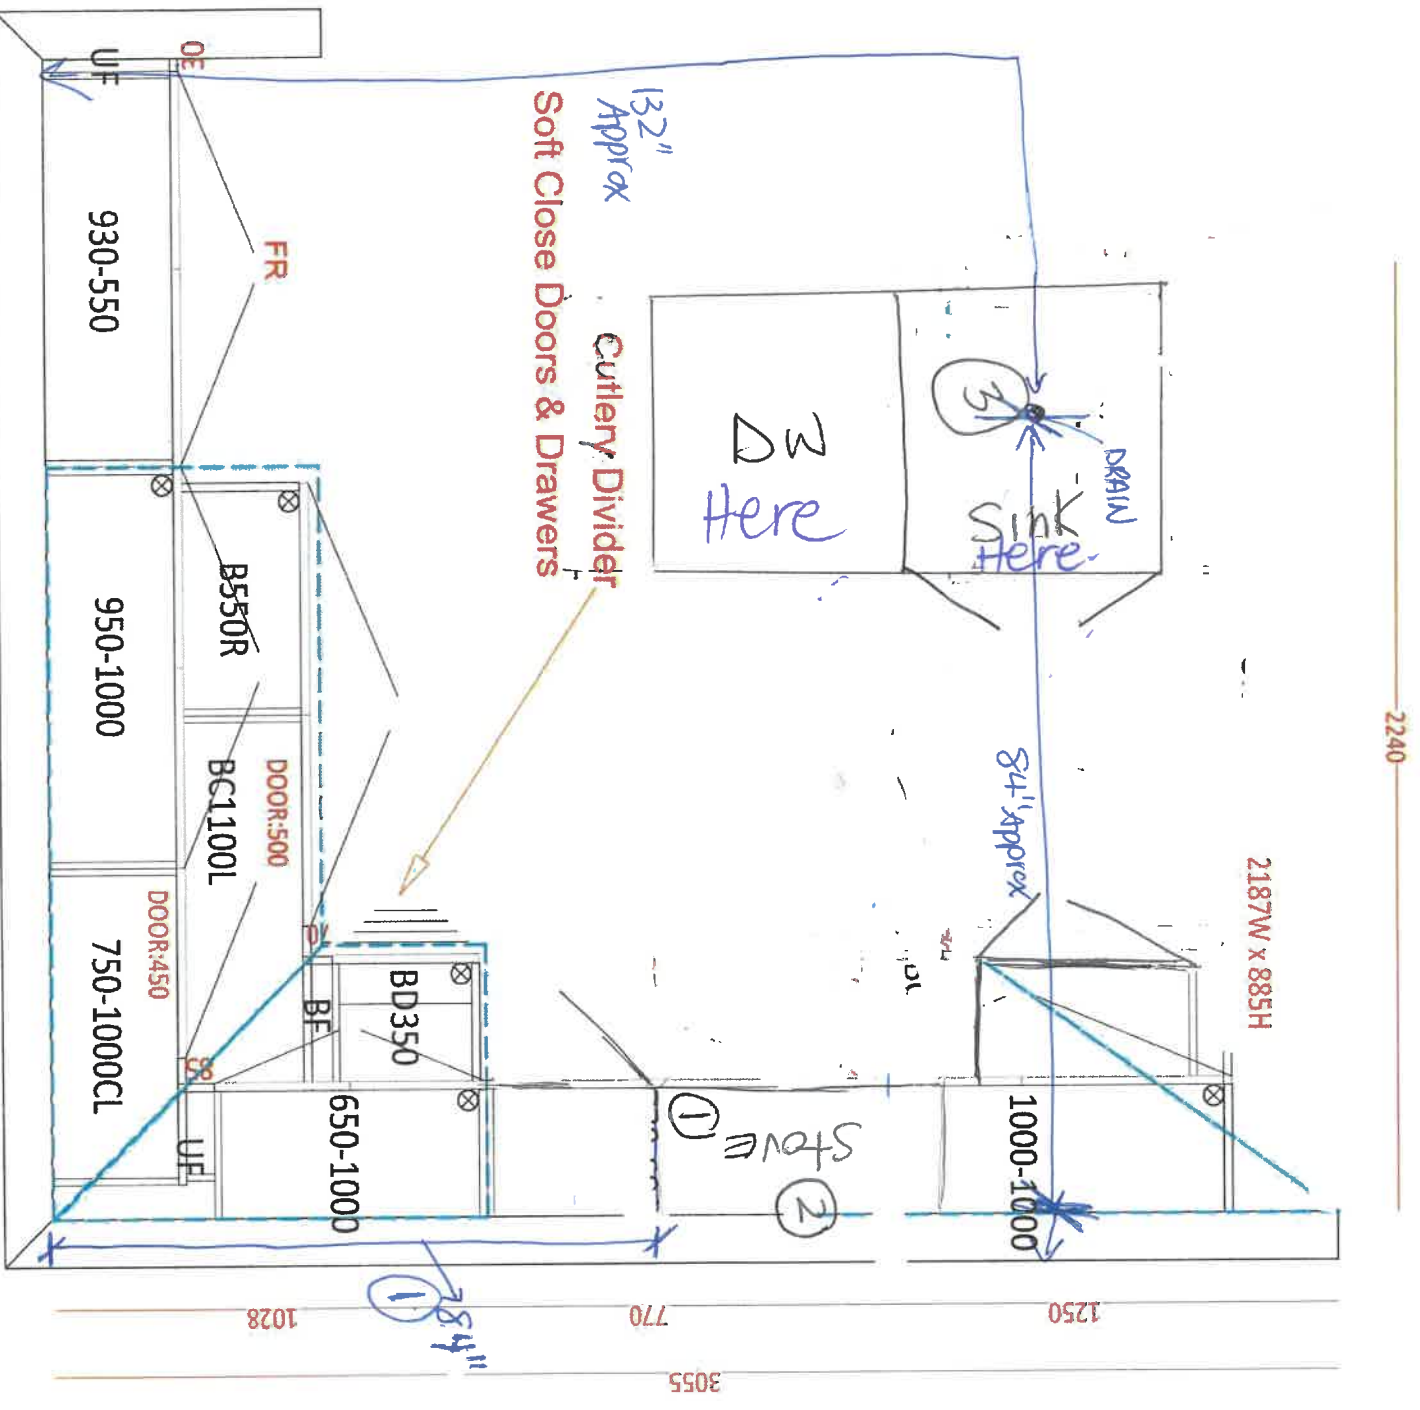 OE
UF
930-550
FR
132"
Approx
Soft Close Doors & Drawers
Cutlery Divider
DW
Here
3
DRAIN
Sink
Here
2240
B550R
950-1000
BC1100L
DOOR:500
DOOR:450
750-1000CL
84" Approx
2187W x 885H
BF
BD350
UF
650-1000
1
Stove
2
1000-1000
1
84"
1028
770
1250
3055